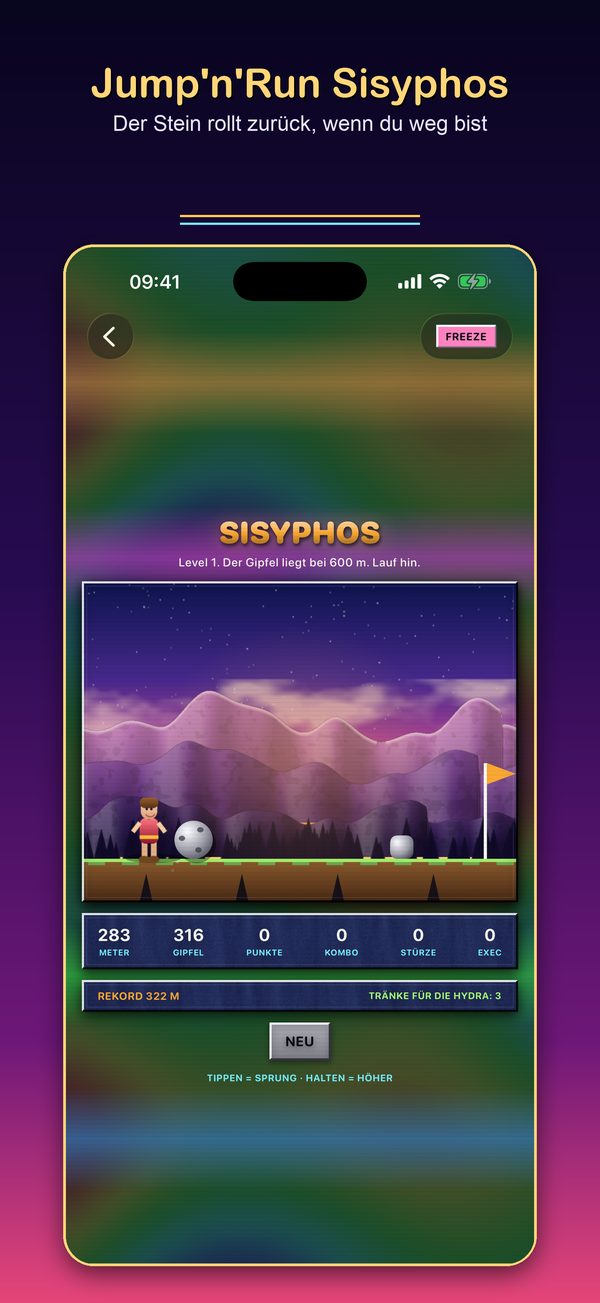 Jump'n'Run Sisyphos
Der Stein rollt zurück, wenn du weg bist
09:41
FREEZE
SISYPHOS
Level 1. Der Gipfel liegt bei 600 m. Lauf hin.
283 316 0 0 0 0
METER GIPFEL PUNKTE KOMBO STÜRZE EXEC
REKORD 322 M TRÄNKE FÜR DIE HYDRA: 3
NEU
TIPPEN = SPRUNG · HALTEN = HÖHER